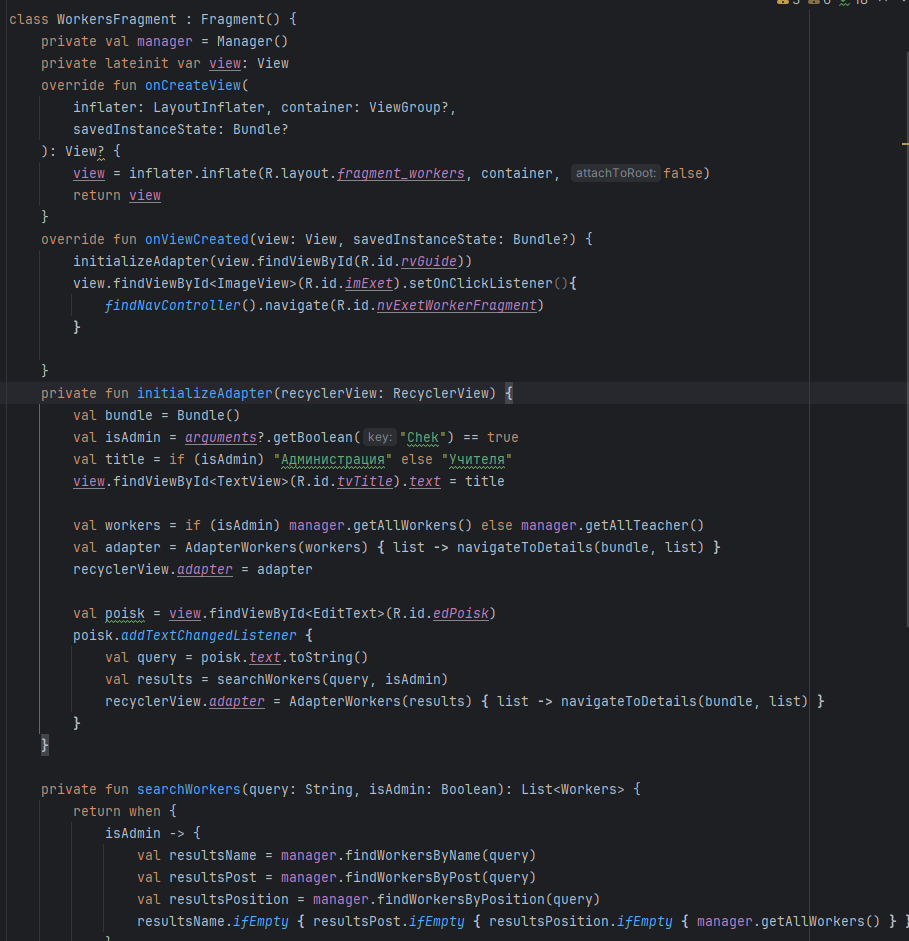 class WorkersFragment : Fragment() {
    private val manager = Manager()
    private lateinit var view: View
    override fun onCreateView(
        inflater: LayoutInflater, container: ViewGroup?,
        savedInstanceState: Bundle?
    ): View? {
        view = inflater.inflate(R.layout.fragment_workers, container, attachToRoot: false)
        return view
    }
    override fun onViewCreated(view: View, savedInstanceState: Bundle?) {
        initializeAdapter(view.findViewById(R.id.rvGuide))
        view.findViewById<ImageView>(R.id.imExet).setOnClickListener(){
            findNavController().navigate(R.id.nvExetWorkerFragment)
        }

    }
    private fun initializeAdapter(recyclerView: RecyclerView) {
        val bundle = Bundle()
        val isAdmin = arguments?.getBoolean( key: "Chek") == true
        val title = if (isAdmin) "Администрация" else "Учителя"
        view.findViewById<TextView>(R.id.tvTitle).text = title

        val workers = if (isAdmin) manager.getAllWorkers() else manager.getAllTeacher()
        val adapter = AdapterWorkers(workers) { list -> navigateToDetails(bundle, list) }
        recyclerView.adapter = adapter

        val poisk = view.findViewById<EditText>(R.id.edPoisk)
        poisk.addTextChangedListener {
            val query = poisk.text.toString()
            val results = searchWorkers(query, isAdmin)
            recyclerView.adapter = AdapterWorkers(results) { list -> navigateToDetails(bundle, list) }
        }
    }

    private fun searchWorkers(query: String, isAdmin: Boolean): List<Workers> {
        return when {
            isAdmin -> {
                val resultsName = manager.findWorkersByName(query)
                val resultsPost = manager.findWorkersByPost(query)
                val resultsPosition = manager.findWorkersByPosition(query)
                resultsName.ifEmpty { resultsPost.ifEmpty { resultsPosition.ifEmpty { manager.getAllWorkers() } }